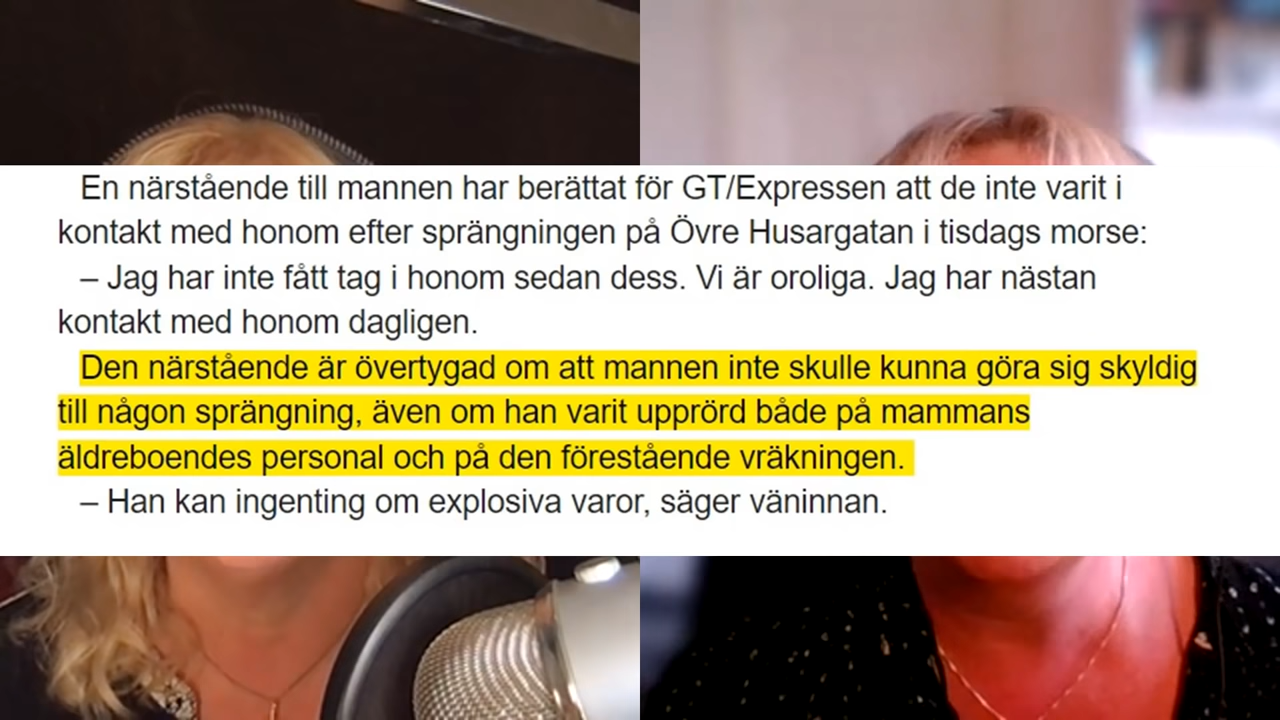 En närstående till mannen har berättat för GT/Expressen att de inte varit i
kontakt med honom efter sprängningen på Övre Husargatan i tisdags morse:
– Jag har inte fått tag i honom sedan dess. Vi är oroliga. Jag har nästan
kontakt med honom dagligen.
Den närstående är övertygad om att mannen inte skulle kunna göra sig skyldig
till någon sprängning, även om han varit upprörd både på mammans
äldreboendes personal och på den förestående vräkningen.
– Han kan ingenting om explosiva varor, säger väninnan.